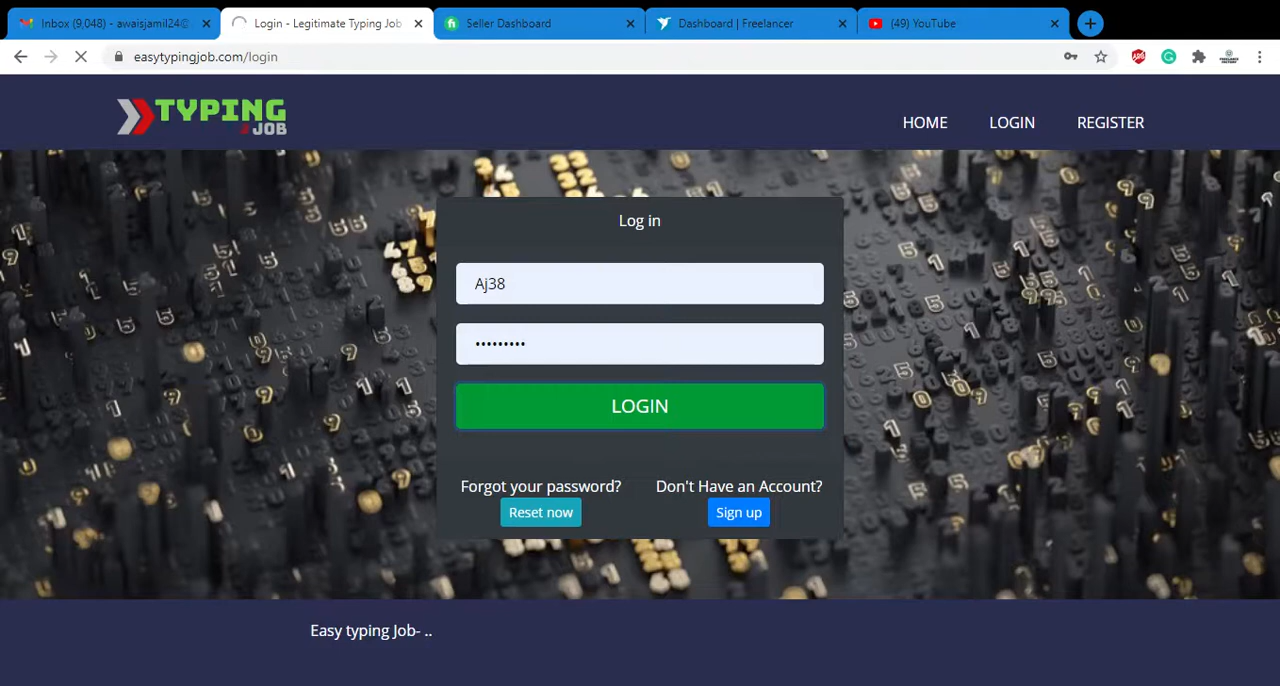 Inbox (9,048) - awaisjamil24@
Login - Legitimate Typing Job
Seller Dashboard
Dashboard | Freelancer
(49) YouTube
easytypingjob.com/login
TYPING
JOB
HOME
LOGIN
REGISTER
Log in
Aj38
•••••••••
LOGIN
Forgot your password?
Don't Have an Account?
Reset now
Sign up
Easy typing Job- ..